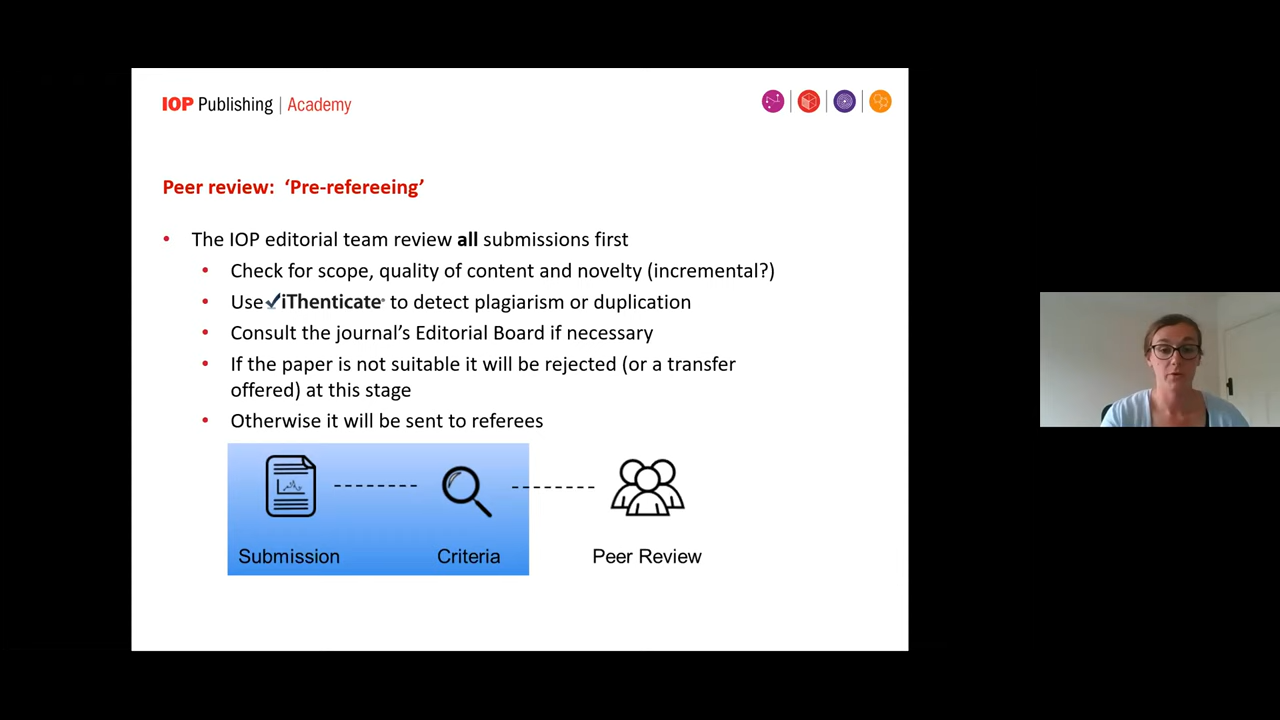 IOP Publishing | Academy
Peer review: ‘Pre-refereeing’
• The IOP editorial team review all submissions first
• Check for scope, quality of content and novelty (incremental?)
• Use iThenticate® to detect plagiarism or duplication
• Consult the journal’s Editorial Board if necessary
• If the paper is not suitable it will be rejected (or a transfer
offered) at this stage
• Otherwise it will be sent to referees
Submission
Criteria
Peer Review